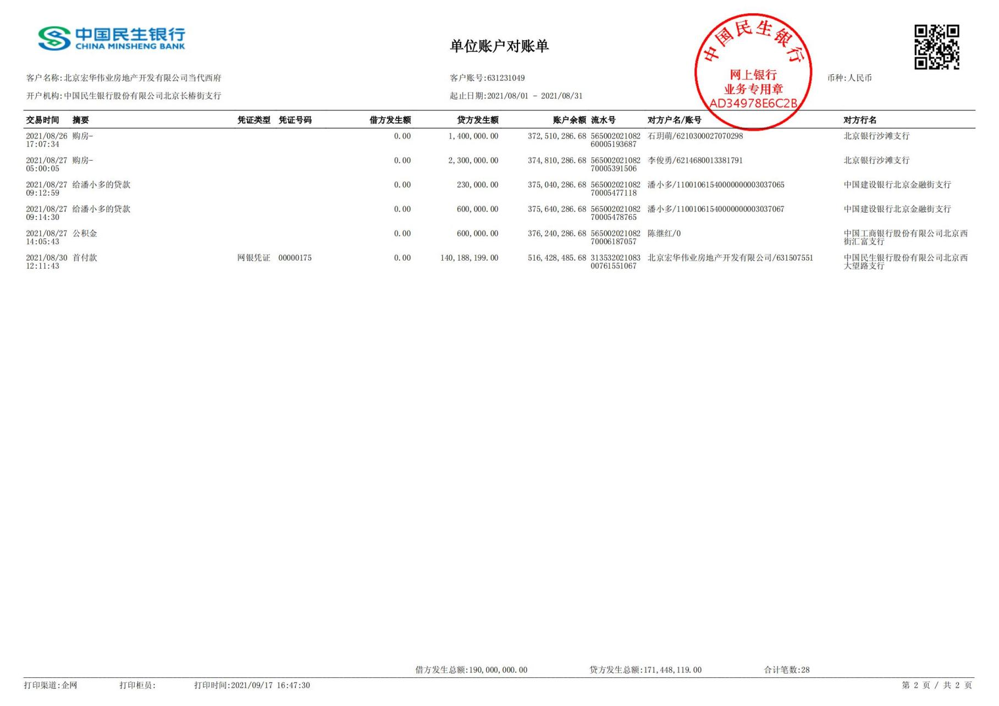 中国民生银行
CHINA MINSHENG BANK
单位账户对账单
中国民生银行
网上银行
业务专用章
AD34978E6C2B
客户名称:北京宏华伟业房地产开发有限公司当代西府 客户账号:631231049 币种:人民币
开户机构:中国民生银行股份有限公司北京长椿街支行 起止日期:2021/08/01 - 2021/08/31
交易时间 摘要 凭证类型 凭证号码 借方发生额 贷方发生额 账户余额 流水号 对方户名/账号 对方行名
2021/08/26 购房- 0.00 1,400,000.00 372,510,286.68 565002021082 石玥萌/6210300027070298 北京银行沙滩支行
17:07:34 60005193687
2021/08/27 购房- 0.00 2,300,000.00 374,810,286.68 565002021082 李俊勇/6214680013381791 北京银行沙滩支行
05:00:05 70005391506
2021/08/27 给潘小多的贷款 0.00 230,000.00 375,040,286.68 565002021082 潘小多/11001061540000000003037065 中国建设银行北京金融街支行
09:12:59 70005477118
2021/08/27 给潘小多的贷款 0.00 600,000.00 375,640,286.68 565002021082 潘小多/11001061540000000003037067 中国建设银行北京金融街支行
09:14:30 70005478765
2021/08/27 公积金 0.00 600,000.00 376,240,286.68 565002021082 陈继红/0 中国工商银行股份有限公司北京西
14:05:43 70006187057 街汇富支行
2021/08/30 首付款 网银凭证 00000175 0.00 140,188,199.00 516,428,485.68 313532021083 北京宏华伟业房地产开发有限公司/631507551 中国民生银行股份有限公司北京西
12:11:43 00761551067 大望路支行
借方发生总额:190,000,000.00 贷方发生总额:171,448,119.00 合计笔数:28
打印渠道:企网 打印柜员: 打印时间:2021/09/17 16:47:30 第 2 页 / 共 2 页